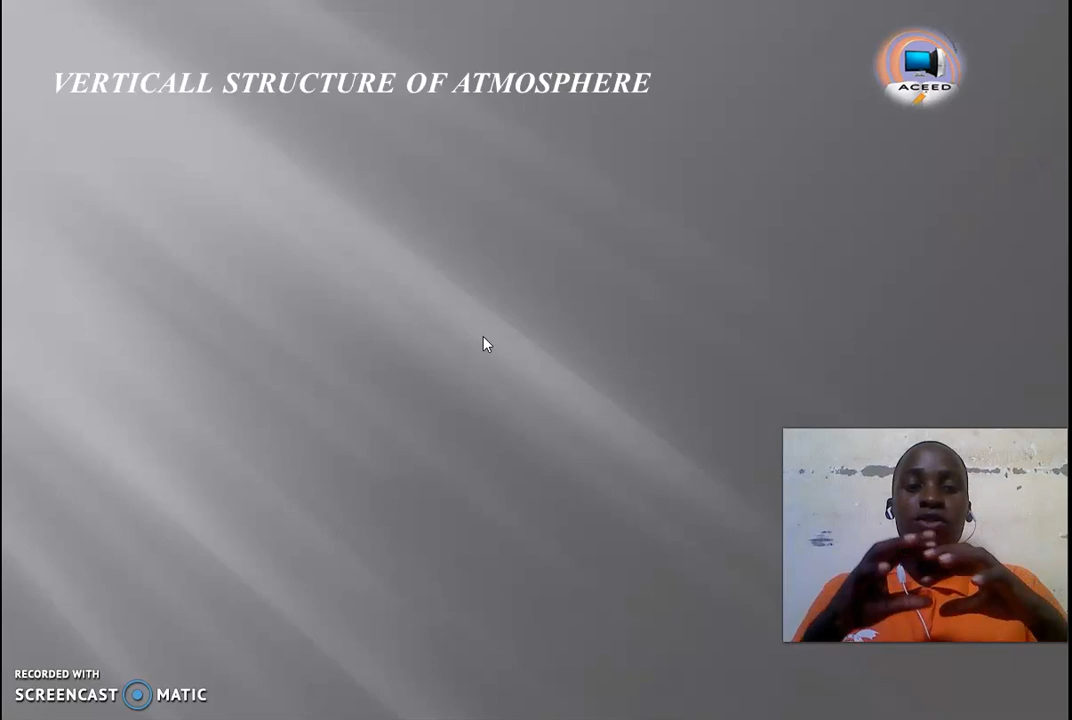 VERTICALL STRUCTURE OF ATMOSPHERE
ACEED
RECORDED WITH
SCREENCAST MATIC